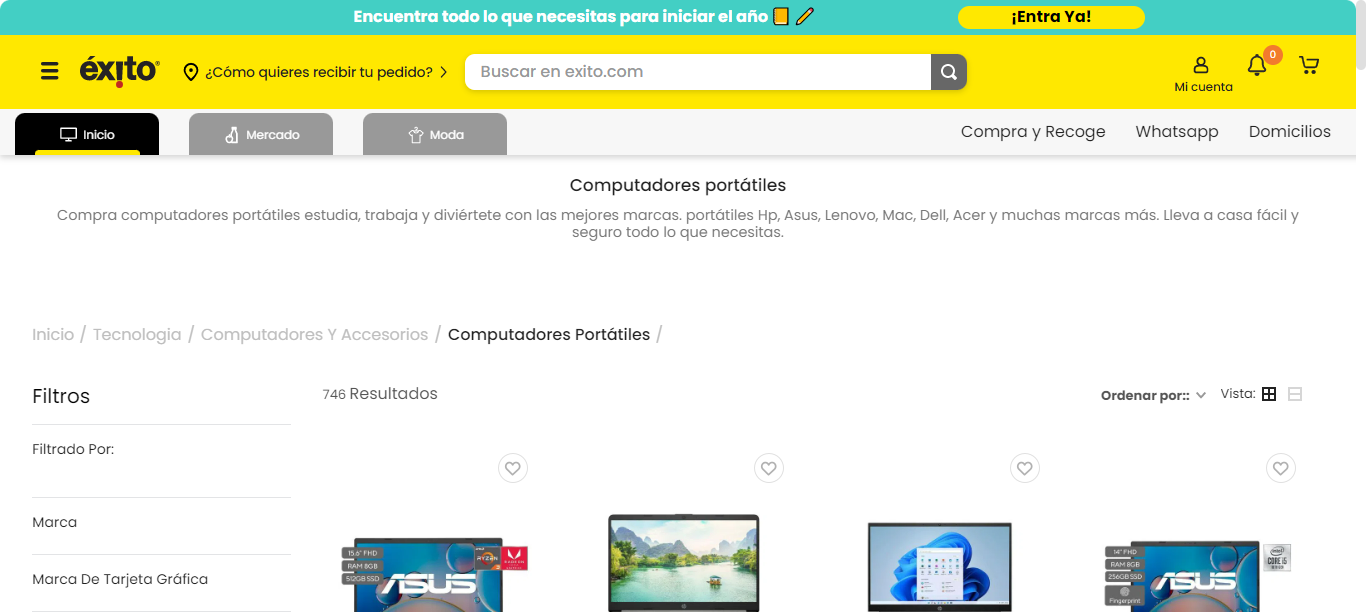 Encuentra todo lo que necesitas para iniciar el año
¡Entra Ya!
éxito
¿Cómo quieres recibir tu pedido?
Buscar en exito.com
Mi cuenta
0
Inicio
Mercado
Moda
Compra y Recoge
Whatsapp
Domicilios
Computadores portátiles
Compra computadores portátiles estudia, trabaja y diviértete con las mejores marcas. portátiles Hp, Asus, Lenovo, Mac, Dell, Acer y muchas marcas más. Lleva a casa fácil y
seguro todo lo que necesitas.
Inicio / Tecnologia / Computadores Y Accesorios / Computadores Portátiles /
Filtros
746 Resultados
Ordenar por::
Vista:
Filtrado Por:
Marca
Marca De Tarjeta Gráfica
15.6" FHD
RAM 8GB
512GB SSD
ASUS
RYZEN
RADEON
14" FHD
RAM 8GB
256GB SSD
Fingerprint
ASUS
intel
CORE i5